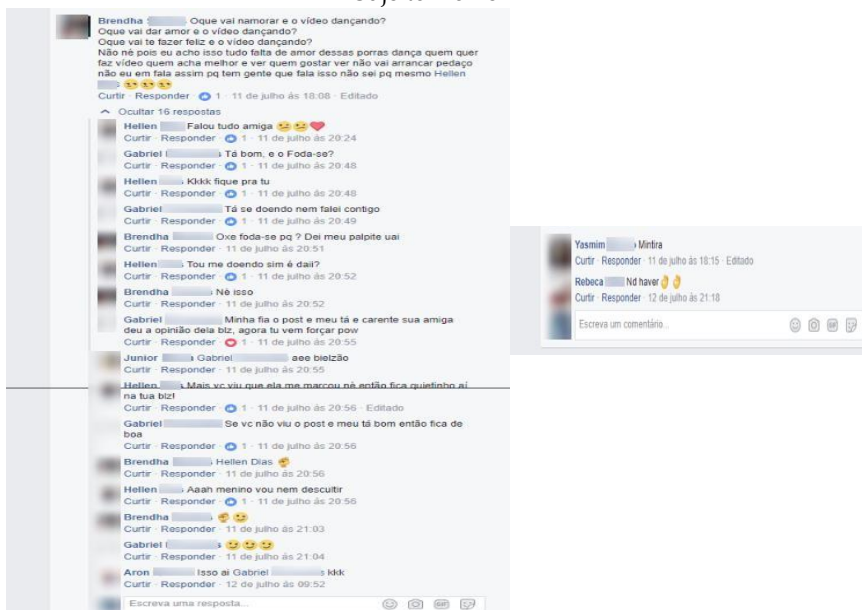 Brendha Oque vai namorar e o vídeo dançando?
Oque vai dar amor e o vídeo dançando?
Oque vai te fazer feliz e o vídeo dançando?
Não né pois eu acho isso tudo falta de amor dessas porras dança quem quer
faz vídeo quem acha melhor e ver quem gostar ver não vai arrancar pedaço
não eu em fala assim pq tem gente que fala isso não sei pq mesmo Hellen
😒😒😒
Curtir · Responder · 1 · 11 de julho às 18:08 · Editado
Ocultar 16 respostas
Hellen Falou tudo amiga 😒😒❤
Curtir · Responder · 1 · 11 de julho às 20:24
Gabriel Tá bom, e o Foda-se?
Curtir · Responder · 1 · 11 de julho às 20:48
Hellen Kkkk fique pra tu
Curtir · Responder · 1 · 11 de julho às 20:48
Gabriel Tá se doendo nem falei contigo
Curtir · Responder · 1 · 11 de julho às 20:49
Brendha Oxe foda-se pq ? Dei meu palpite uai
Curtir · Responder · 11 de julho às 20:51
Hellen Tou me doendo sim é daii?
Curtir · Responder · 1 · 11 de julho às 20:52
Brendha Né isso
Curtir · Responder · 11 de julho às 20:52
Gabriel Minha fia o post e meu tá e carente sua amiga
deu a opinião dela blz, agora tu vem forçar pow
Curtir · Responder · 1 · 11 de julho às 20:55
Junior Gabriel aee bielzão
Curtir · Responder · 11 de julho às 20:55
Hellen Mais vc viu que ela me marcou né então fica quietinho aí
na tua blz!
Curtir · Responder · 1 · 11 de julho às 20:56 · Editado
Gabriel Se vc não viu o post e meu tá bom então fica de
boa
Curtir · Responder · 1 · 11 de julho às 20:56
Brendha Hellen Dias
Curtir · Responder · 11 de julho às 20:56
Hellen Aaah menino vou nem descultir
Curtir · Responder · 1 · 11 de julho às 20:56
Brendha
Curtir · Responder · 11 de julho às 21:03
Gabriel
Curtir · Responder · 11 de julho às 21:04
Aron Isso ai Gabriel kkk
Curtir · Responder · 12 de julho às 09:52
Escreva uma resposta...
Yasmim Mintira
Curtir · Responder · 11 de julho às 18:15 · Editado
Rebeca Nd haver 👌👌
Curtir · Responder · 12 de julho às 21:18
Escreva um comentário...
GIF